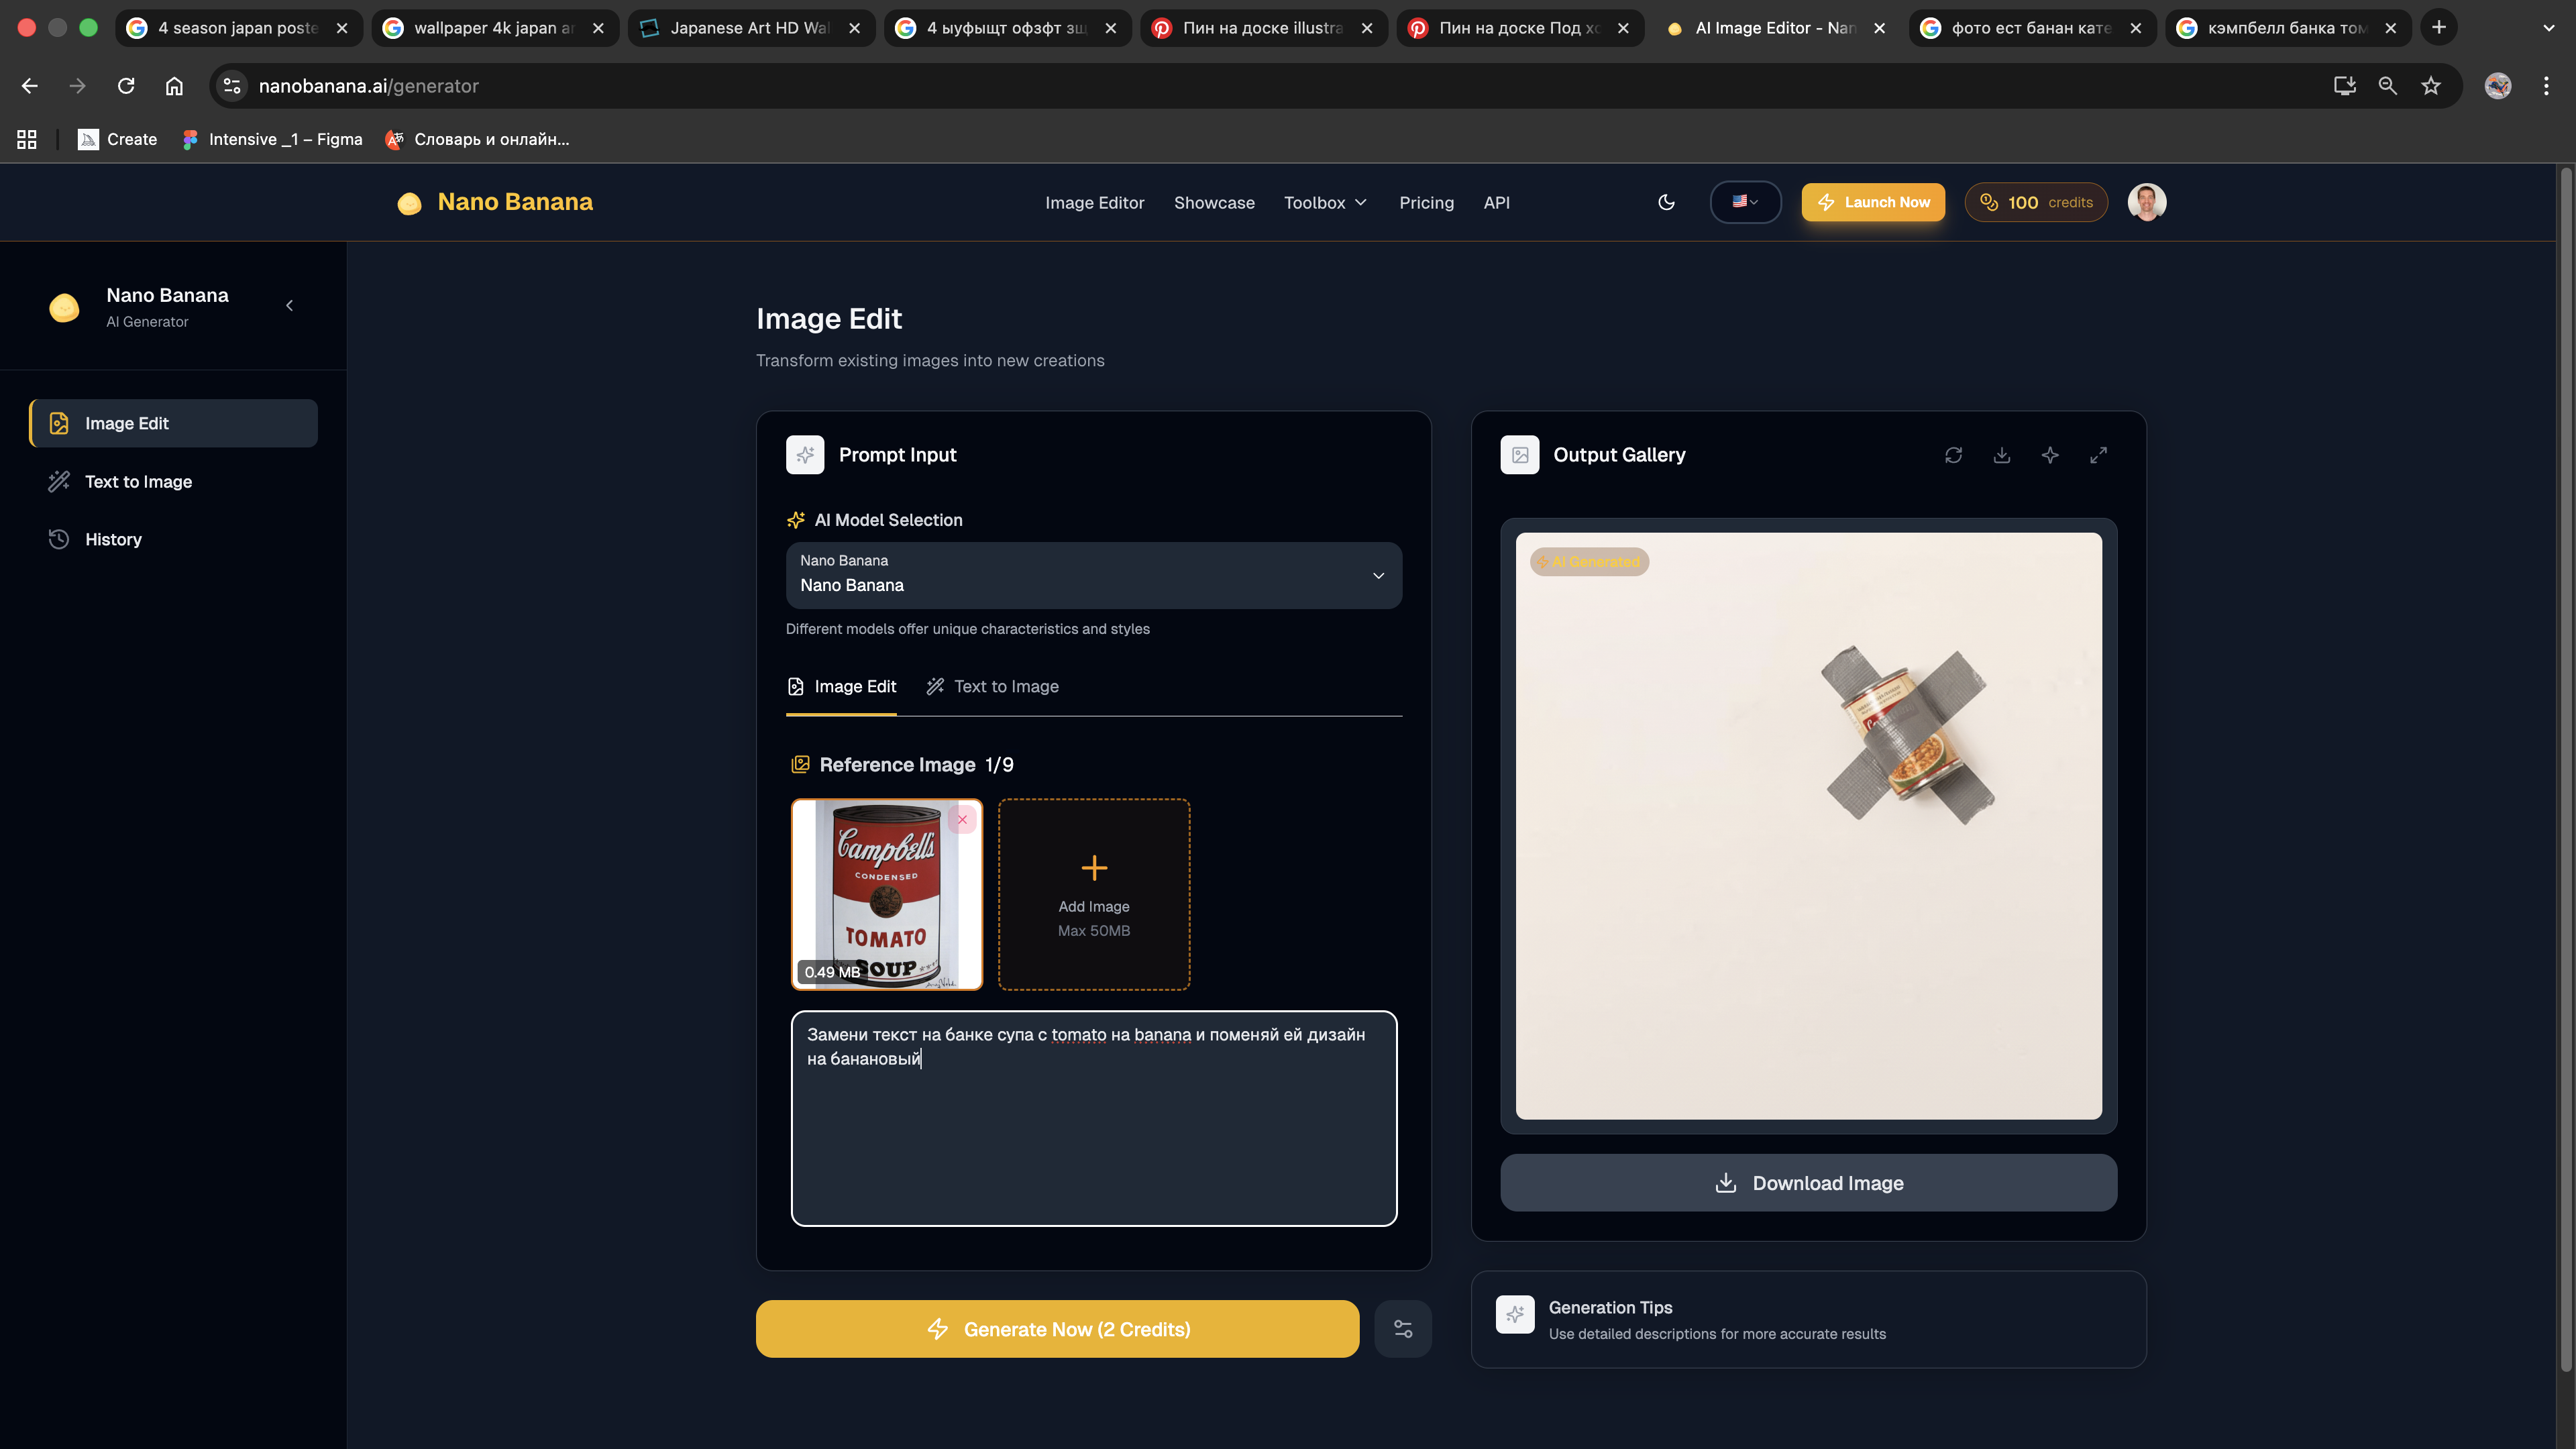 4 season japan poste
wallpaper 4k japan ar
Japanese Art HD Wal
4 ыуфыщт офзфт зщ
Пин на доске illustra
Пин на доске Под хо
AI Image Editor - Nan
фото ест банан кате
кэмпбелл банка том
nanobanana.ai/generator
Create
Intensive _1 – Figma
Словарь и онлайн...
Nano Banana
Image Editor
Showcase
Toolbox
Pricing
API
Launch Now
100 credits
Nano Banana
AI Generator
Image Edit
Text to Image
History
Image Edit
Transform existing images into new creations
Prompt Input
AI Model Selection
Nano Banana
Nano Banana
Different models offer unique characteristics and styles
Image Edit
Text to Image
Reference Image 1/9
Campbell's
CONDENSED
TOMATO
SOUP
0.49 MB
Add Image
Max 50MB
Замени текст на банке супа с tomato на banana и поменяй ей дизайн
на банановый
Generate Now (2 Credits)
Output Gallery
AI Generated
Download Image
Generation Tips
Use detailed descriptions for more accurate results